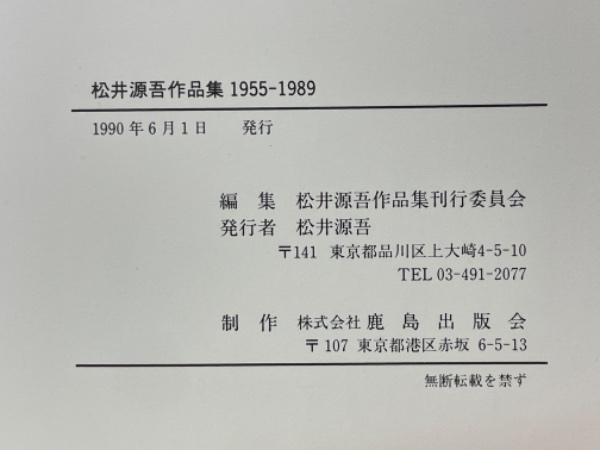 松井源吾作品集 1955-1989
1990年6月1日　発行
編　集　松井源吾作品集刊行委員会
発行者　松井源吾
〒141　東京都品川区上大崎4-5-10
TEL 03-491-2077
制　作　株式会社 鹿島出版会
〒107　東京都港区赤坂 6-5-13
無断転載を禁ず